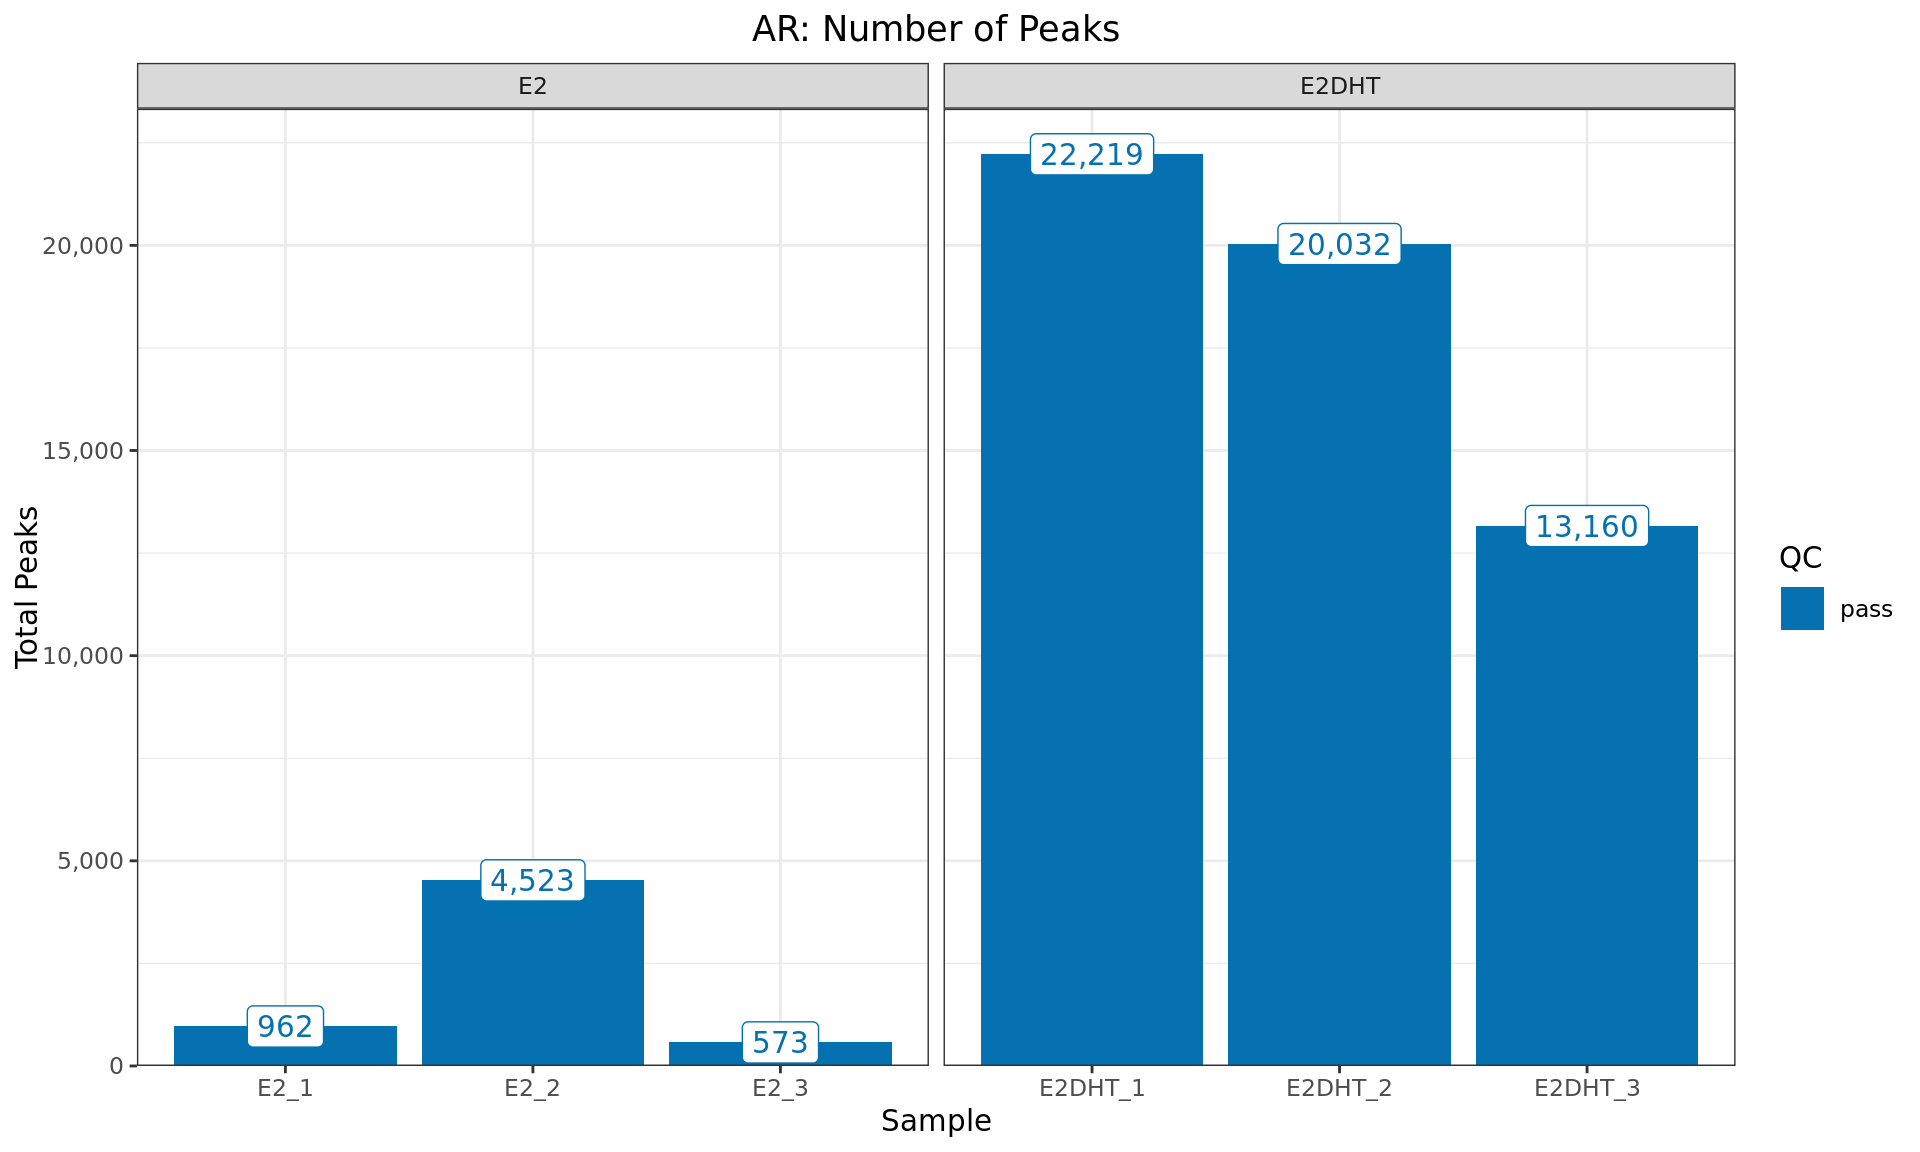 AR: Number of Peaks
E2
E2DHT
Total Peaks
20,000
15,000
10,000
5,000
0
962
4,523
573
22,219
20,032
13,160
E2_1
E2_2
E2_3
E2DHT_1
E2DHT_2
E2DHT_3
Sample
QC
pass